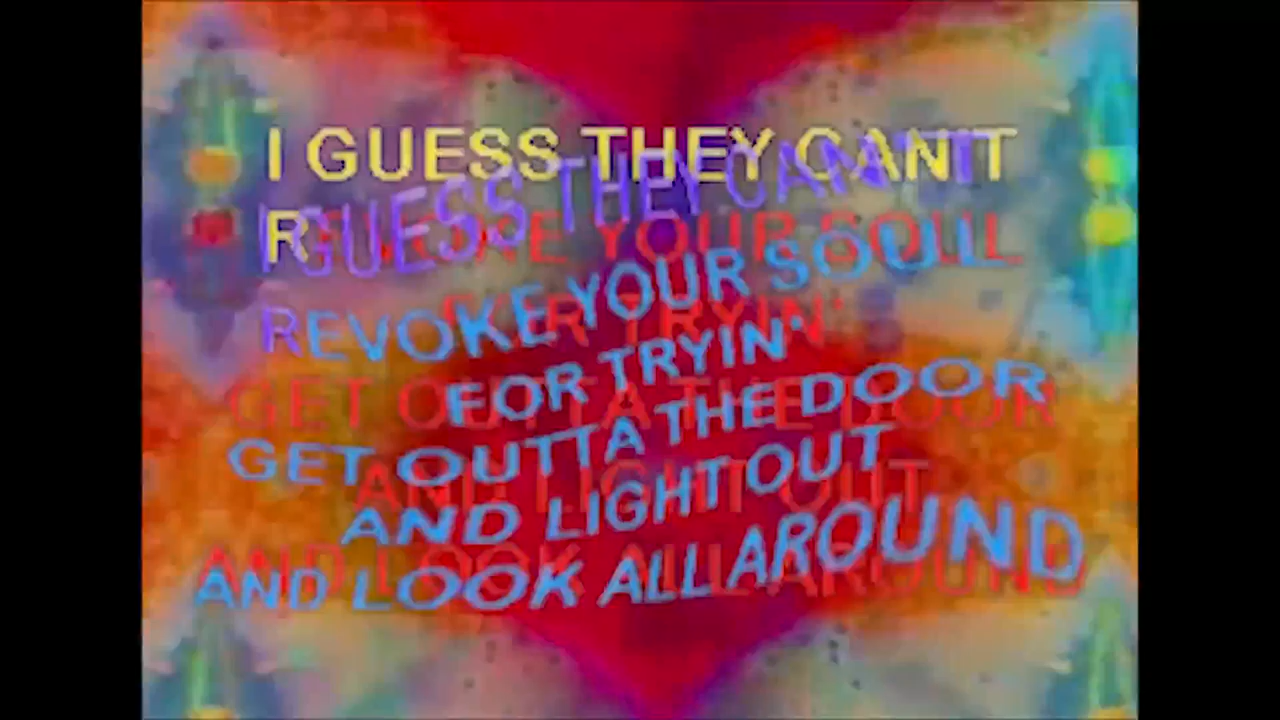 I GUESS THEY CAN'T
REVOKE YOUR SOUL
FOR TRYIN'
GET OUTTA THE DOOR
AND LIGHT OUT
AND LOOK ALL AROUND